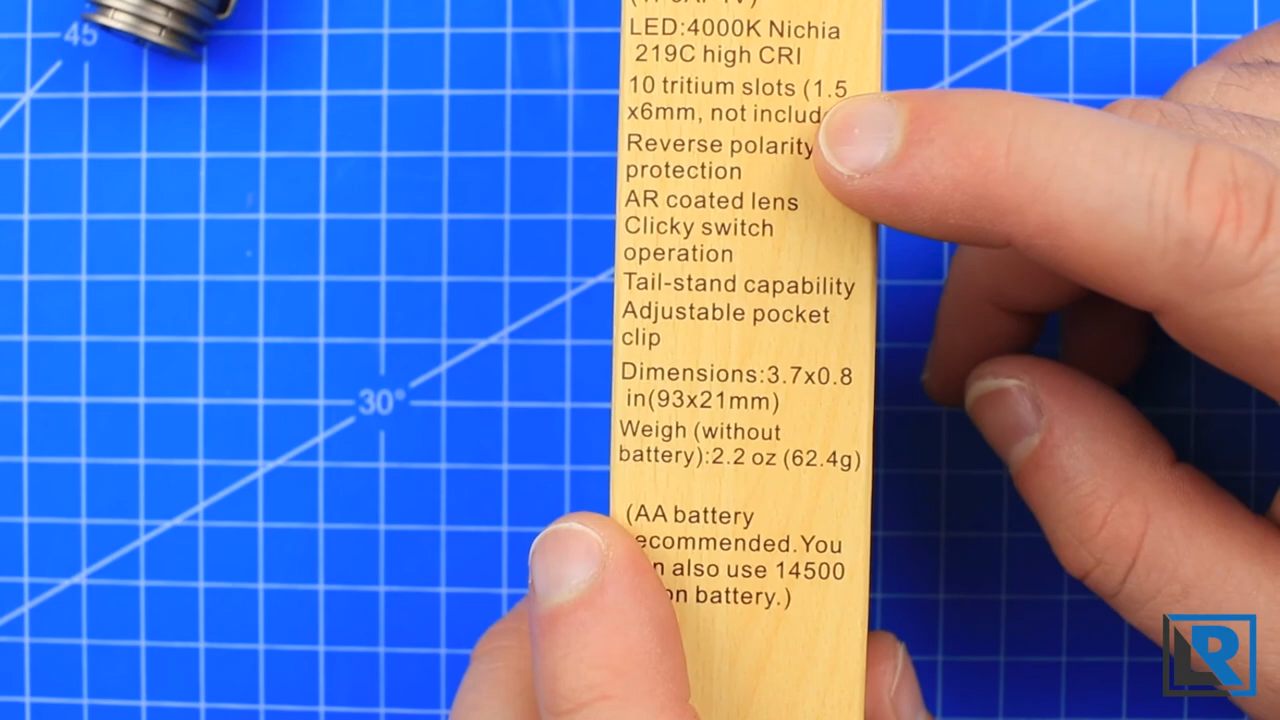 45
LED:4000K Nichia
219C high CRI
10 tritium slots (1.5
x6mm, not includ
Reverse polarity
protection
AR coated lens
Clicky switch
operation
Tail-stand capability
Adjustable pocket
clip
30°
Dimensions:3.7x0.8
in(93x21mm)
Weigh (without
battery):2.2 oz (62.4g)
(AA battery
ecommended.You
n also use 14500
on battery.)
LR